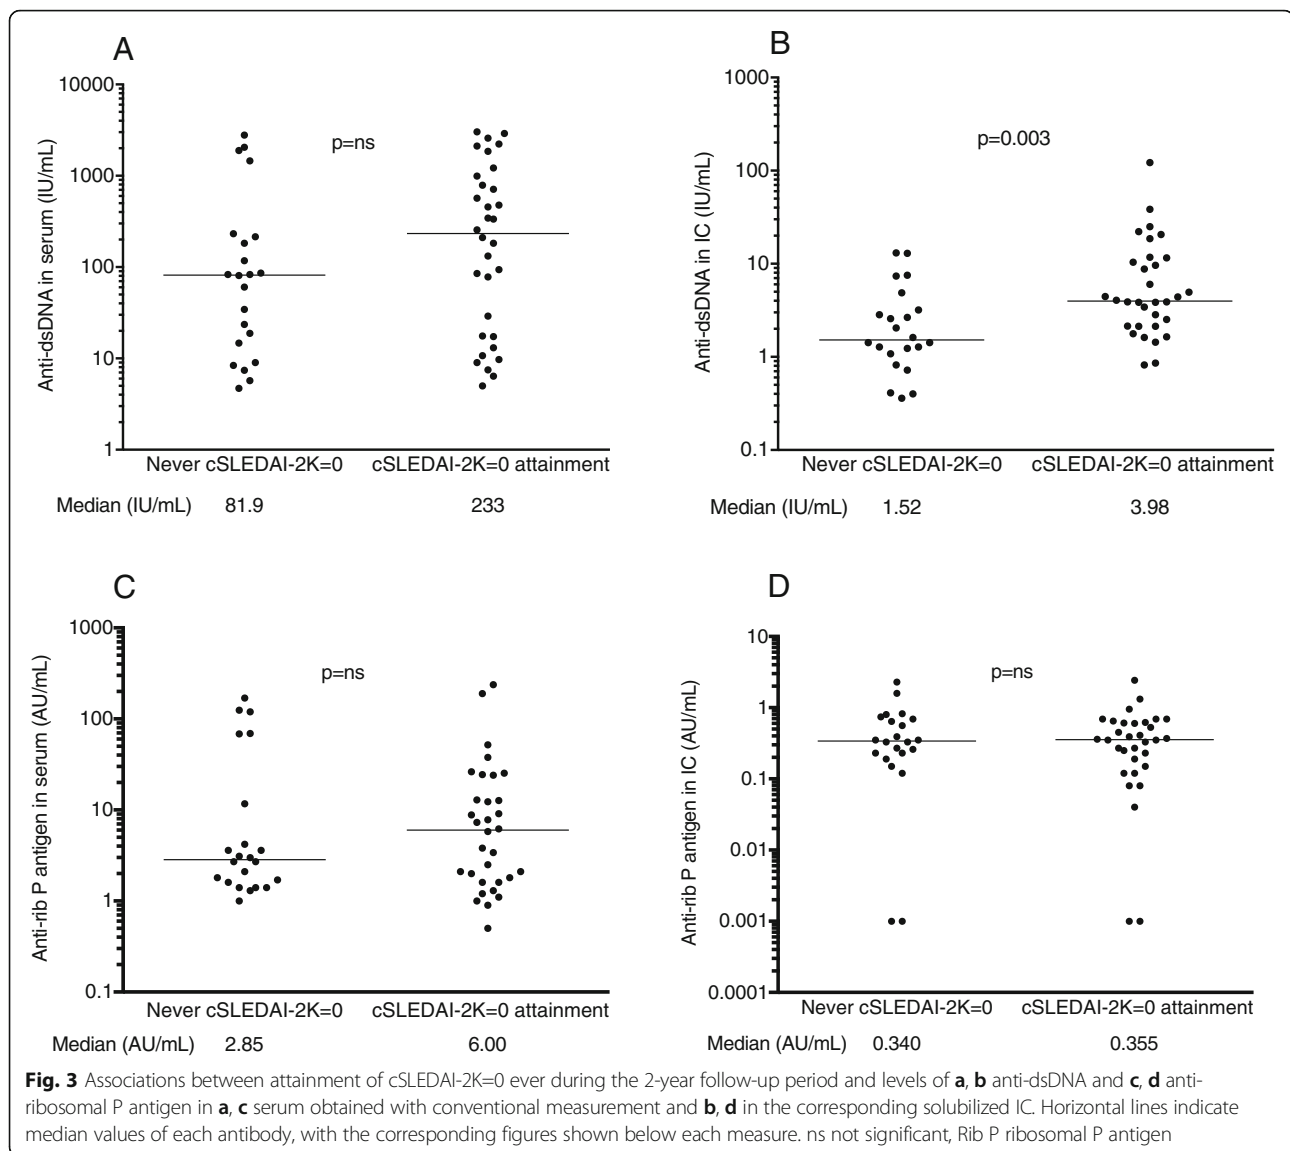 A
Anti-dsDNA in serum (IU/mL)
10000
1000
100
10
1
p=ns
Never cSLEDAI-2K=0 cSLEDAI-2K=0 attainment
Median (IU/mL) 81.9 233
B
Anti-dsDNA in IC (IU/mL)
1000
100
10
1
0.1
p=0.003
Never cSLEDAI-2K=0 cSLEDAI-2K=0 attainment
Median (IU/mL) 1.52 3.98
C
Anti-rib P antigen in serum (AU/mL)
1000
100
10
1
0.1
p=ns
Never cSLEDAI-2K=0 cSLEDAI-2K=0 attainment
Median (AU/mL) 2.85 6.00
D
Anti-rib P antigen in IC (AU/mL)
10
1
0.1
0.01
0.001
0.0001
p=ns
Never cSLEDAI-2K=0 cSLEDAI-2K=0 attainment
Median (AU/mL) 0.340 0.355
Fig. 3 Associations between attainment of cSLEDAI-2K=0 ever during the 2-year follow-up period and levels of a, b anti-dsDNA and c, d anti-
ribosomal P antigen in a, c serum obtained with conventional measurement and b, d in the corresponding solubilized IC. Horizontal lines indicate
median values of each antibody, with the corresponding figures shown below each measure. ns not significant, Rib P ribosomal P antigen